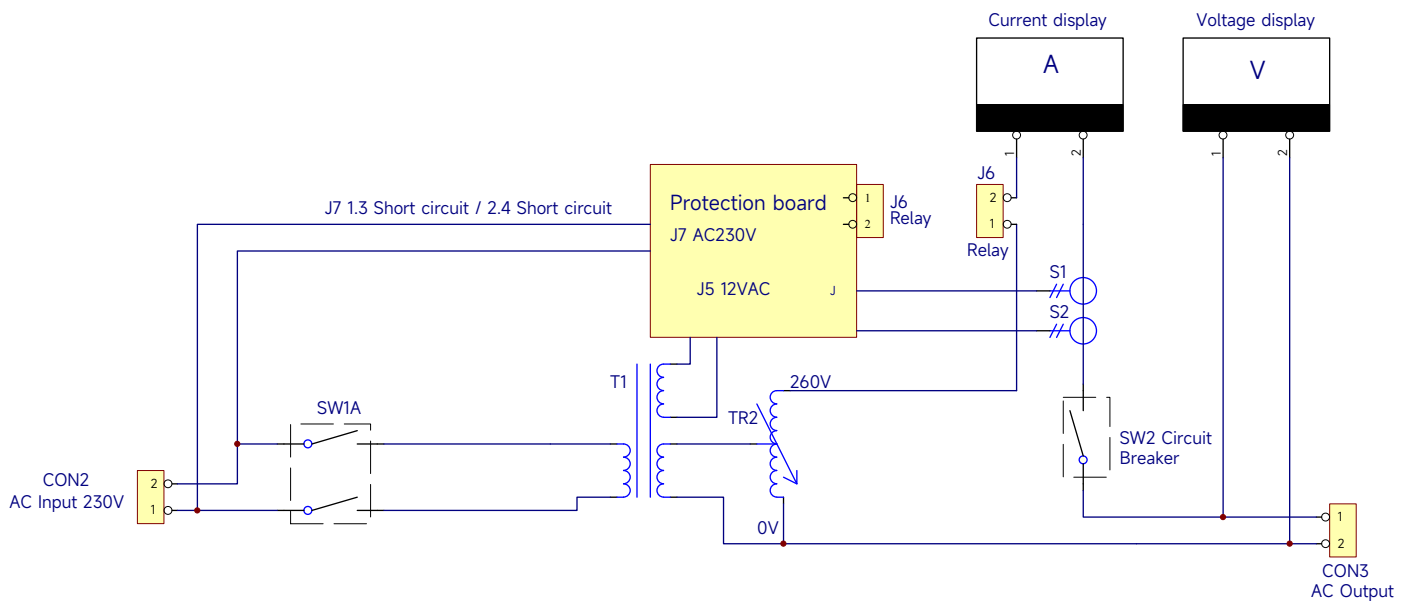 Current display
Voltage display
A
V
1
2
1
2
J6
2
1
Relay
J7 1.3 Short circuit / 2.4 Short circuit
Protection board
J7 AC230V
J5 12VAC
J
1
2
J6
Relay
S1
S2
T1
260V
TR2
SW1A
SW2 Circuit
Breaker
CON2
AC Input 230V
2
1
0V
1
2
CON3
AC Output